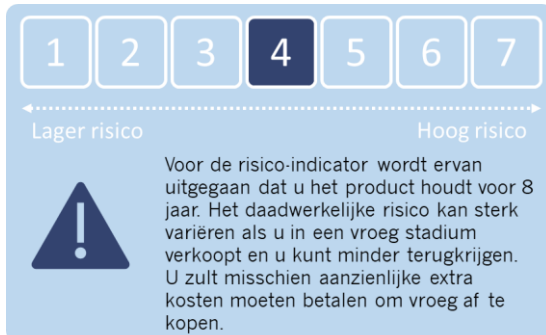 1 2 3 4 5 6 7
Lager risico Hoog risico
Voor de risico-indicator wordt ervan
uitgegaan dat u het product houdt voor 8
jaar. Het daadwerkelijke risico kan sterk
variëren als u in een vroeg stadium
verkoopt en u kunt minder terugkrijgen.
U zult misschien aanzienlijke extra
kosten moeten betalen om vroeg af te
kopen.